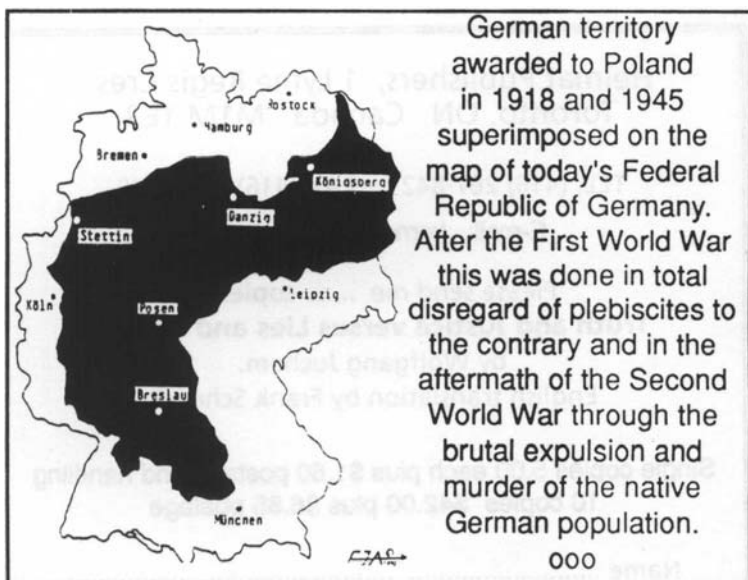 German territory
awarded to Poland
in 1918 and 1945
superimposed on the
map of today's Federal
Republic of Germany.
After the First World War
this was done in total
disregard of plebiscites to
the contrary and in the
aftermath of the Second
World War through the
brutal expulsion and
murder of the native
German population.
ooo
Rostock
Hamburg
Bremen
Königsberg
Danzig
Stettin
Köln
Leipzig
Posen
Breslau
München